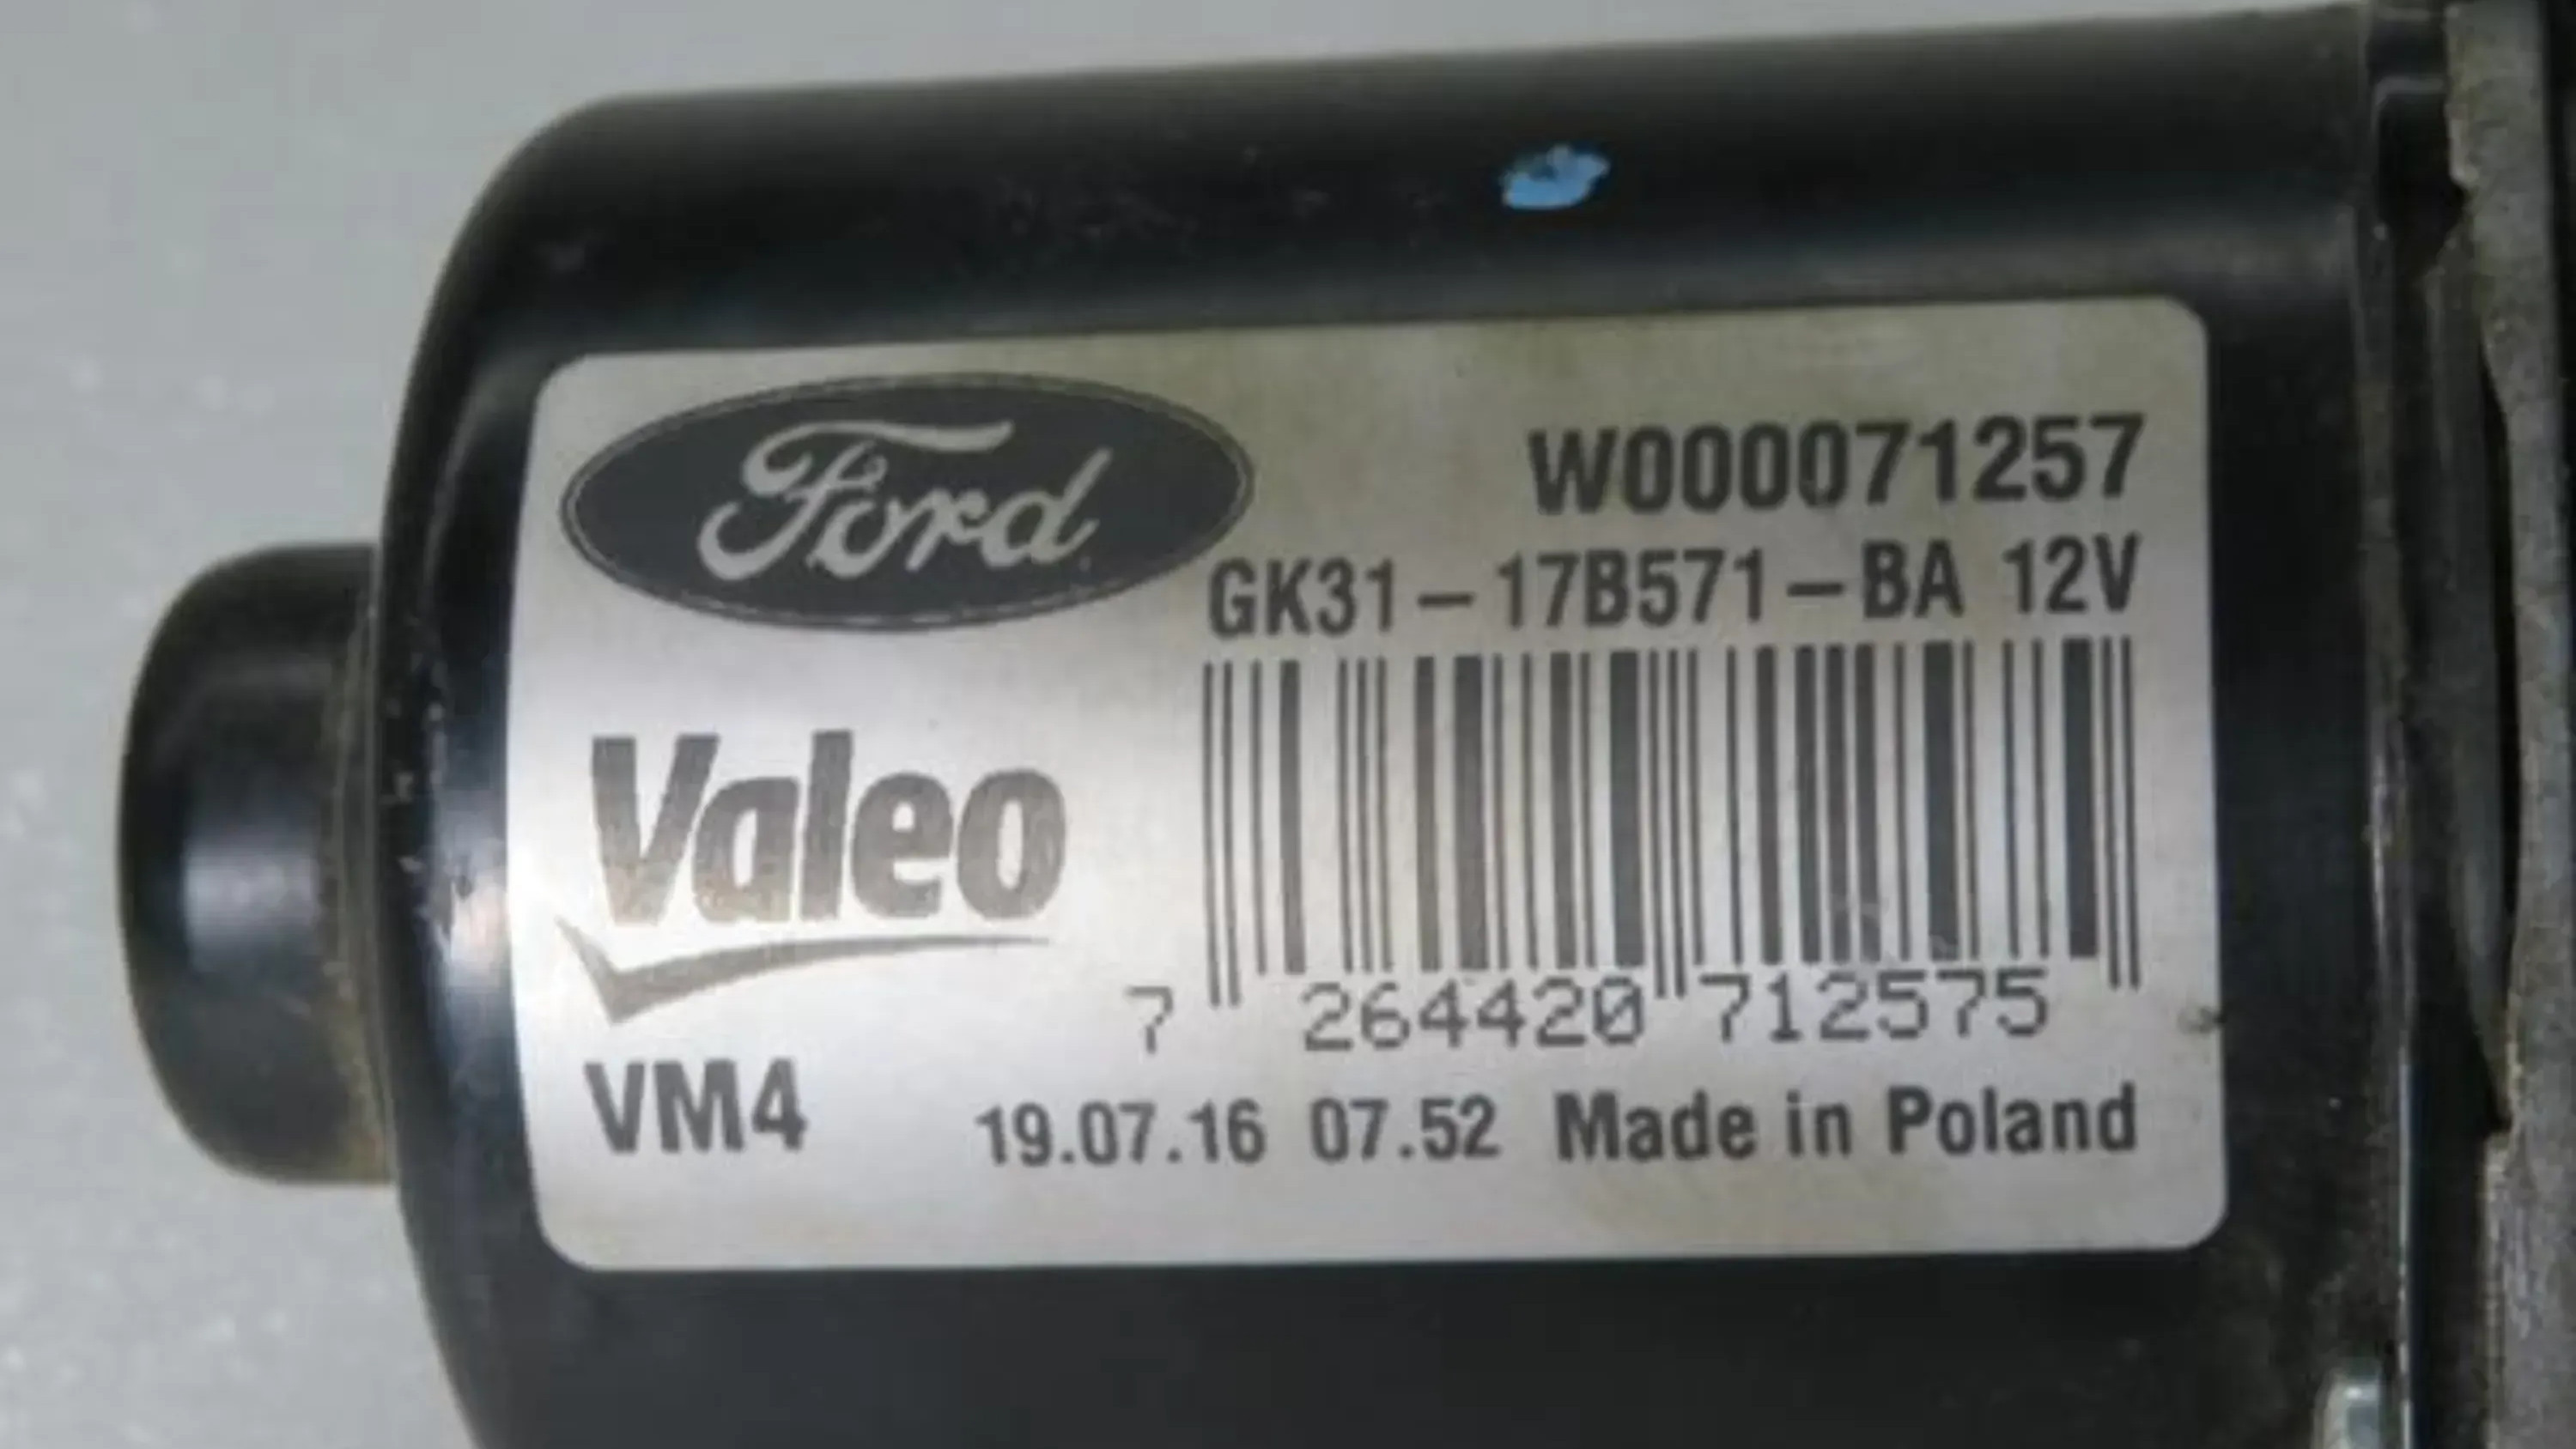 Ford
W000071257
GK31-17B571-BA 12V
Valeo
7 264420 712575
VM4
19.07.16 07.52 Made in Poland